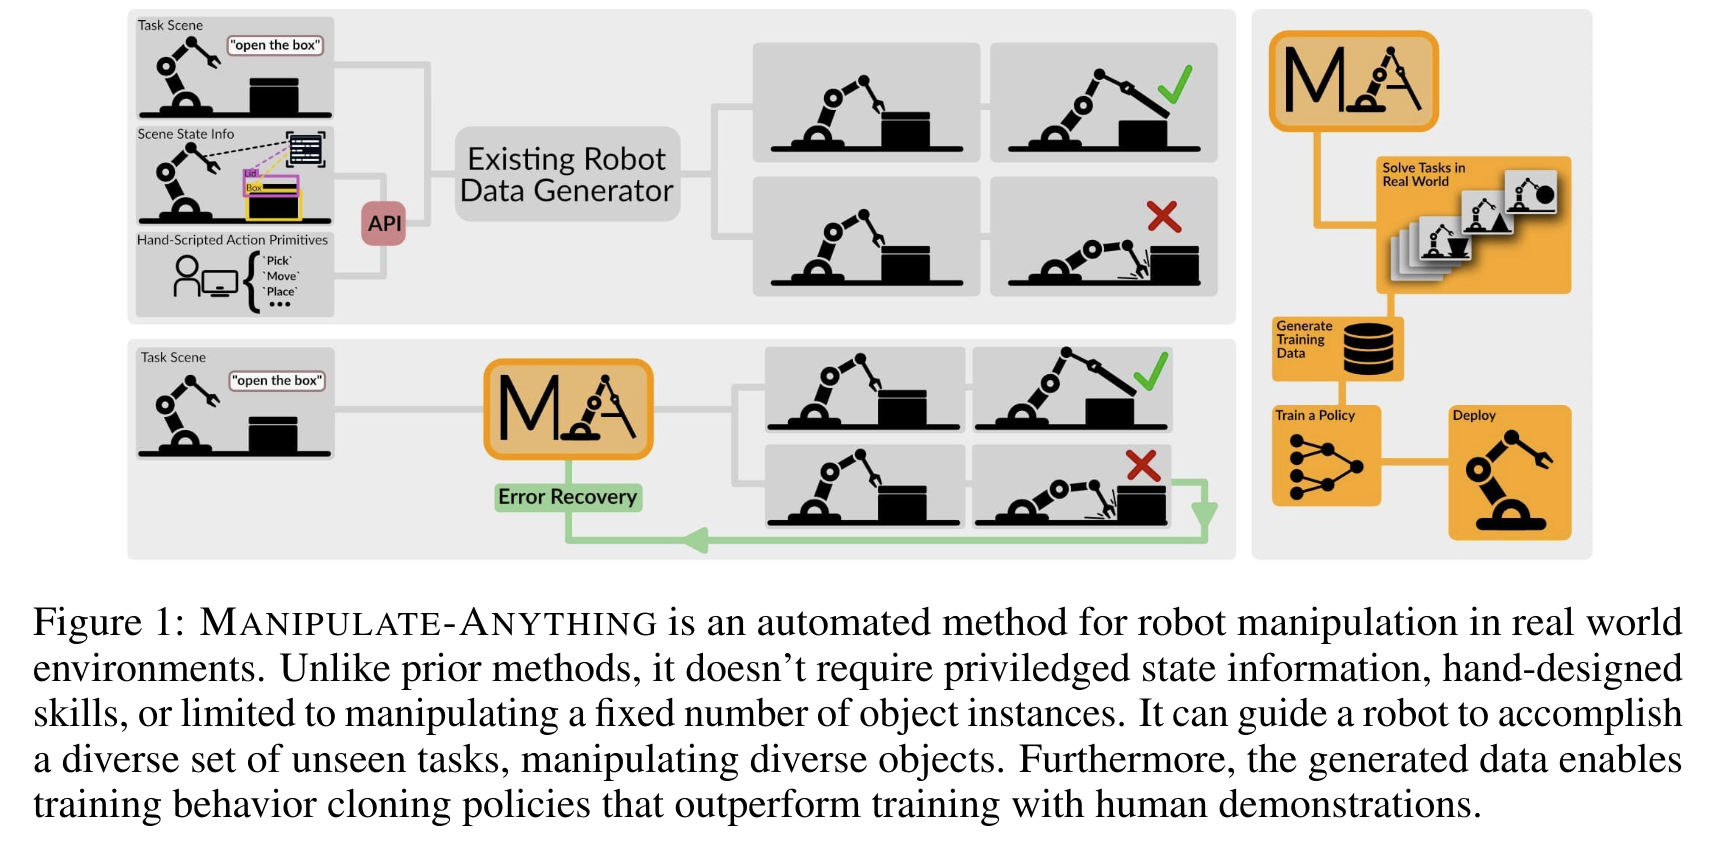 Task Scene
"open the box"
Scene State Info
Lid
Box
Hand-Scripted Action Primitives
`Pick`
`Move`
`Place`
API
Existing Robot
Data Generator
Task Scene
"open the box"
MA
Error Recovery
MA
Solve Tasks in
Real World
Generate
Training
Data
Train a Policy
Deploy
Figure 1: MANIPULATE-ANYTHING is an automated method for robot manipulation in real world
environments. Unlike prior methods, it doesn't require priviledged state information, hand-designed
skills, or limited to manipulating a fixed number of object instances. It can guide a robot to accomplish
a diverse set of unseen tasks, manipulating diverse objects. Furthermore, the generated data enables
training behavior cloning policies that outperform training with human demonstrations.